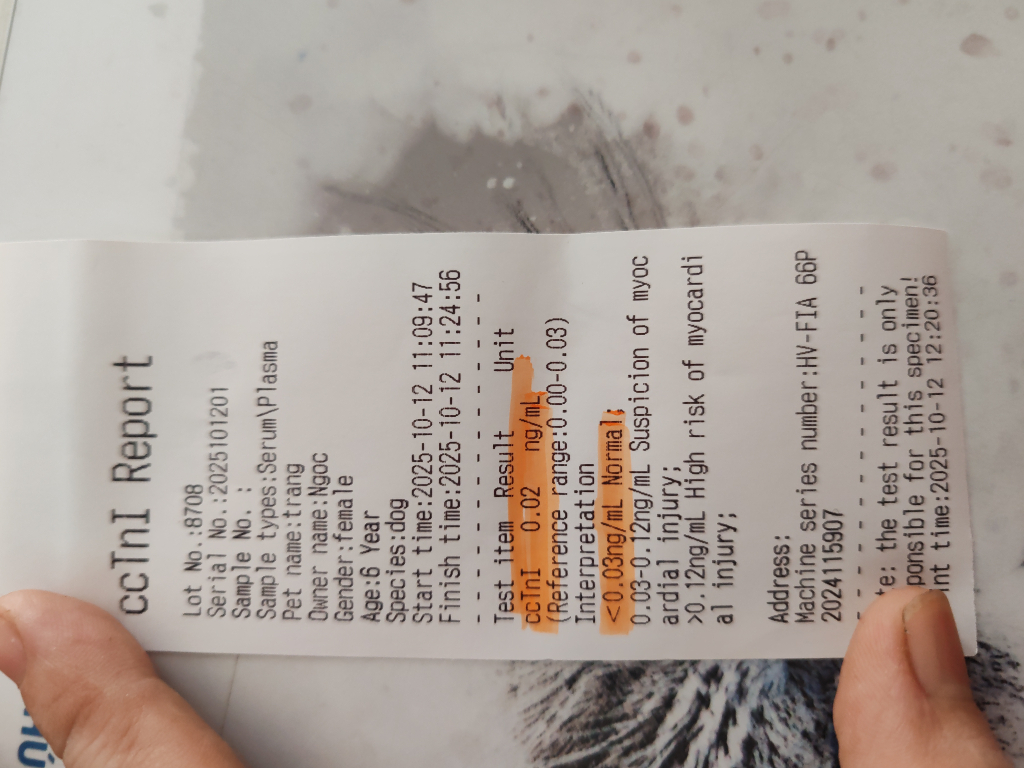 ccTnI Report
Lot No.:8708
Serial No.:2025101201
Sample No. :
Sample types:Serum\Plasma
Pet name:trang
Owner name:Ngoc
Gender:female
Age:6 Year
Species:dog
Start time:2025-10-12 11:09:47
Finish time:2025-10-12 11:24:56
- - - - - - - - - - - - - - - -
Test item Result Unit
ccTnI 0.02 ng/mL
(Reference range:0.00-0.03)
Interpretation
<0.03ng/mL Normal;
0.03-0.12ng/mL Suspicion of myoc
ardial injury;
>0.12ng/mL High risk of myocardi
al injury;
Address:
Machine series number:HV-FIA 66P
2024115907
- - - - - - - - - - - - - - - -
te: the test result is only
ponsible for this specimen!
nt time:2025-10-12 12:20:36